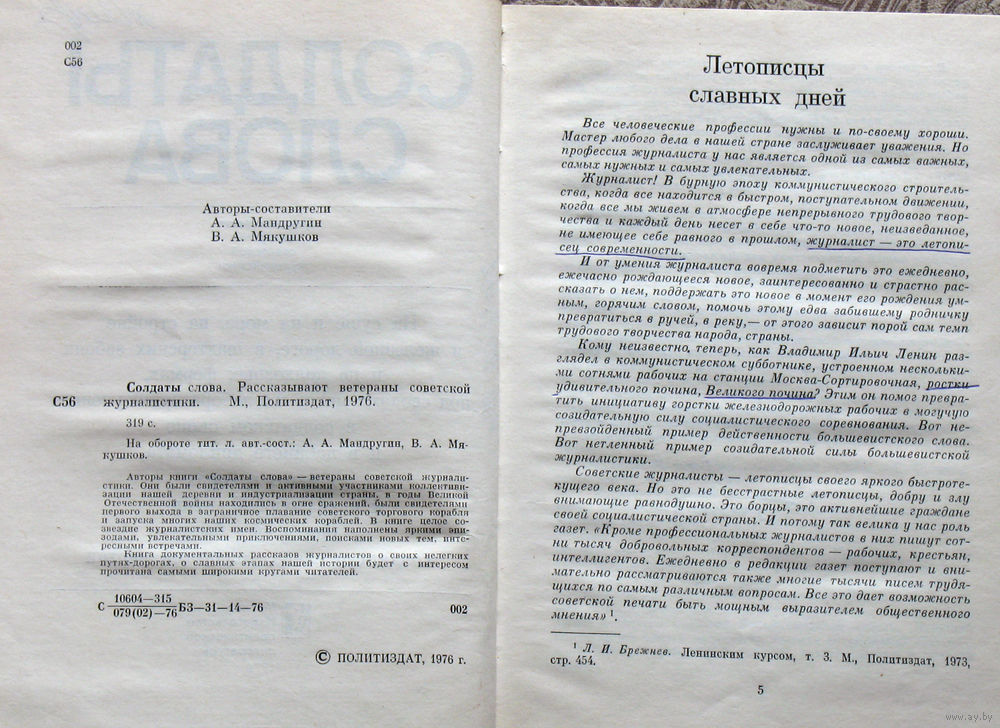 002
С56
Авторы-составители
А. А. Мандругин
В. А. Мякушков
Солдаты слова. Рассказывают ветераны советской
С56 журналистики. М., Политиздат, 1976.
319 с.
На обороте тит. л. авт.-сост.: А. А. Мандругин, В. А. Мя-
кушков.
Авторы книги «Солдаты слова» — ветераны советской журнали-
стики. Они были свидетелями и активными участниками коллективи-
зации нашей деревни и индустриализации страны, в годы Великой
Отечественной войны находились в огне сражений, были свидетелями
первого выхода в заграничное плавание советского торгового корабля
и запуска многих наших космических кораблей. В книге целое со-
звездие журналистских имен. Воспоминания наполнены яркими эпи-
зодами, увлекательными приключениями, поисками новых тем, инте-
ресными встречами.
Книга документальных рассказов журналистов о своих нелегких
путях-дорогах, о славных этапах нашей истории будет с интересом
прочитана самыми широкими кругами читателей.
С 10604—315
079(02)—76 БЗ—31—14—76 002
© ПОЛИТИЗДАТ, 1976 г.
Летописцы
славных дней
Все человеческие профессии нужны и по-своему хороши.
Мастер любого дела в нашей стране заслуживает уважения. Но
профессия журналиста у нас является одной из самых важных,
самых нужных и самых увлекательных.
Журналист! В бурную эпоху коммунистического строитель-
ства, когда все находится в быстром, поступательном движении,
когда все мы живем в атмосфере непрерывного трудового твор-
чества и каждый день несет в себе что-то новое, неизведанное,
не имеющее себе равного в прошлом, журналист — это летопи-
сец современности.
И от умения журналиста вовремя подметить это ежедневно,
ежечасно рождающееся новое, заинтересованно и страстно рас-
сказать о нем, поддержать это новое в момент его рождения ум-
ным, горячим словом, помочь этому едва забившему родничку
превратиться в ручей, в реку,— от этого зависит порой сам темп
трудового творчества народа, страны.
Кому неизвестно, теперь, как Владимир Ильич Ленин раз-
глядел в коммунистическом субботнике, устроенном нескольки-
ми сотнями рабочих на станции Москва-Сортировочная, ростки
удивительного почина, Великого почина? Этим он помог превра-
тить инициативу горстки железнодорожных рабочих в могучую
созидательную силу социалистического соревнования. Вот не-
превзойденный пример действенности большевистского слова.
Вот нетленный пример созидательной силы большевистской
журналистики.
Советские журналисты — летописцы своего яркого быстроте-
кущего века. Но это не бесстрастные летописцы, добру и злу
внимающие равнодушно. Это борцы, это активнейшие граждане
своей социалистической страны. И потому так велика у нас роль
газет. «Кроме профессиональных журналистов в них пишут сот-
ни тысяч добровольных корреспондентов — рабочих, крестьян,
интеллигентов. Ежедневно в редакции газет поступают и вни-
мательно рассматриваются также многие тысячи писем трудя-
щихся по самым различным вопросам. Все это дает возможность
советской печати быть мощным выразителем общественного
мнения» 1.
1 Л. И. Брежнев. Ленинским курсом, т. 3. М., Политиздат, 1973,
стр. 454.
5
www.ay.by